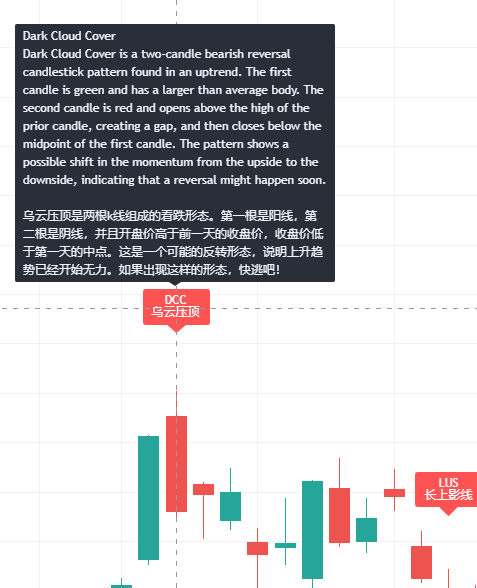 Dark Cloud Cover
Dark Cloud Cover is a two-candle bearish reversal
candlestick pattern found in an uptrend. The first
candle is green and has a larger than average body. The
second candle is red and opens above the high of the
prior candle, creating a gap, and then closes below the
midpoint of the first candle. The pattern shows a
possible shift in the momentum from the upside to the
downside, indicating that a reversal might happen soon.
乌云压顶是两根k线组成的看跌形态。第一根是阳线，第
二根是阴线，并且开盘价高于前一天的收盘价，收盘价低
于第一天的中点。这是一个可能的反转形态，说明上升趋
势已经开始无力。如果出现这样的形态，快逃吧！
DCC
乌云压顶
LUS
长上影线